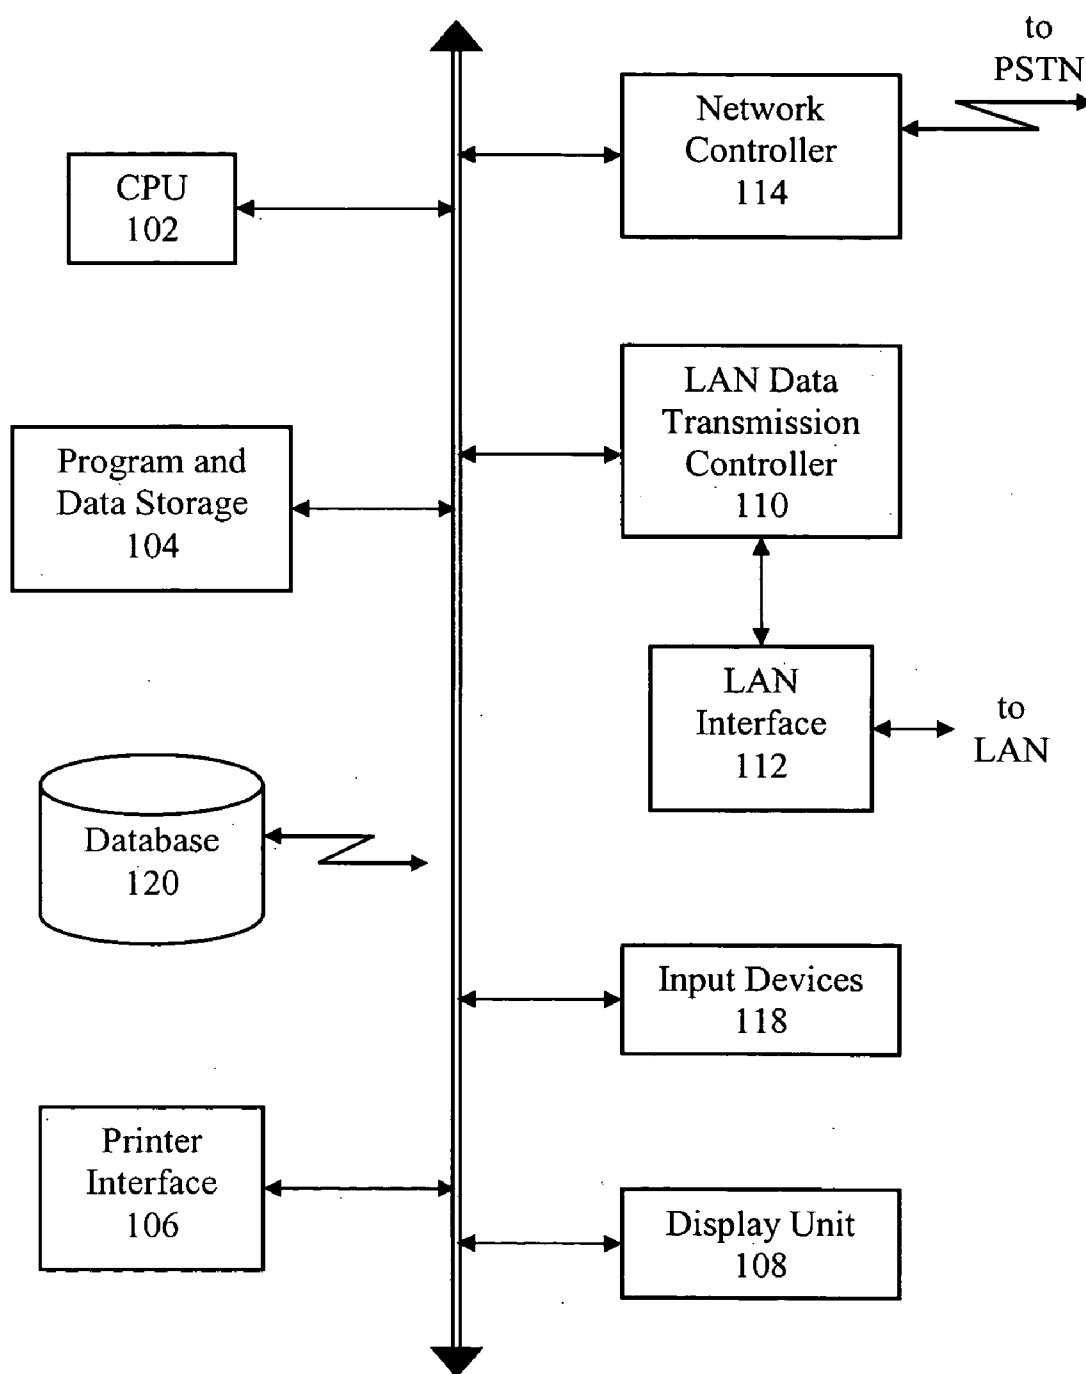 to
PSTN
Network
Controller
114
CPU
102
LAN Data
Transmission
Controller
110
Program and
Data Storage
104
LAN
Interface
112
to
LAN
Database
120
Input Devices
118
Printer
Interface
106
Display Unit
108